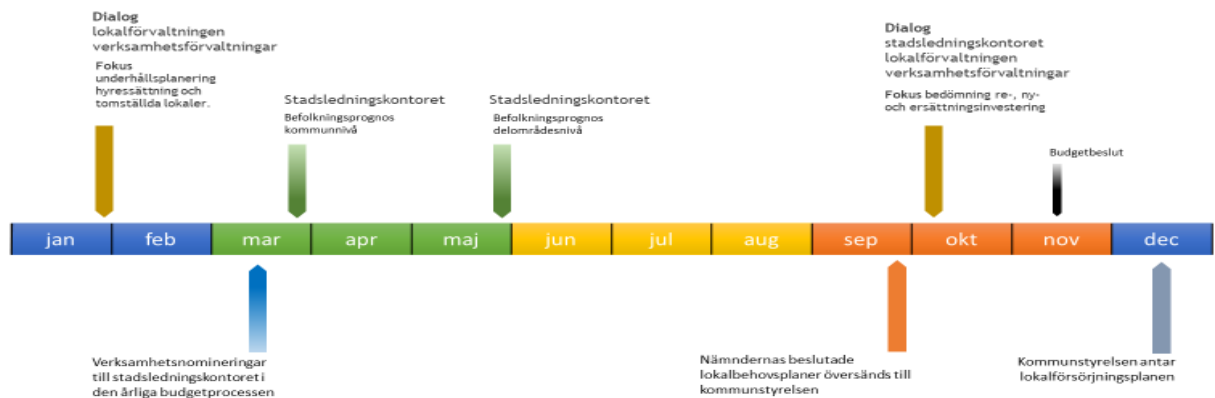 Dialog
lokalförvaltningen
verksamhetsförvaltningar
Fokus
underhållsplanering
hyressättning och
tomställda lokaler.
Stadsledningskontoret
Befolkningsprognos
kommunnivå
Stadsledningskontoret
Befolkningsprognos
delområdesnivå
Dialog
stadsledningskontoret
lokalförvaltningen
verksamhetsförvaltningar
Fokus bedömning re-, ny-
och ersättningsinvestering
Budgetbeslut
jan feb mar apr maj jun jul aug sep okt nov dec
Verksamhetsnomineringar
till stadsledningskontoret i
den årliga budgetprocessen
Nämndernas beslutade
lokalbehovsplaner översänds till
kommunstyrelsen
Kommunstyrelsen antar
lokalförsörjningsplanen